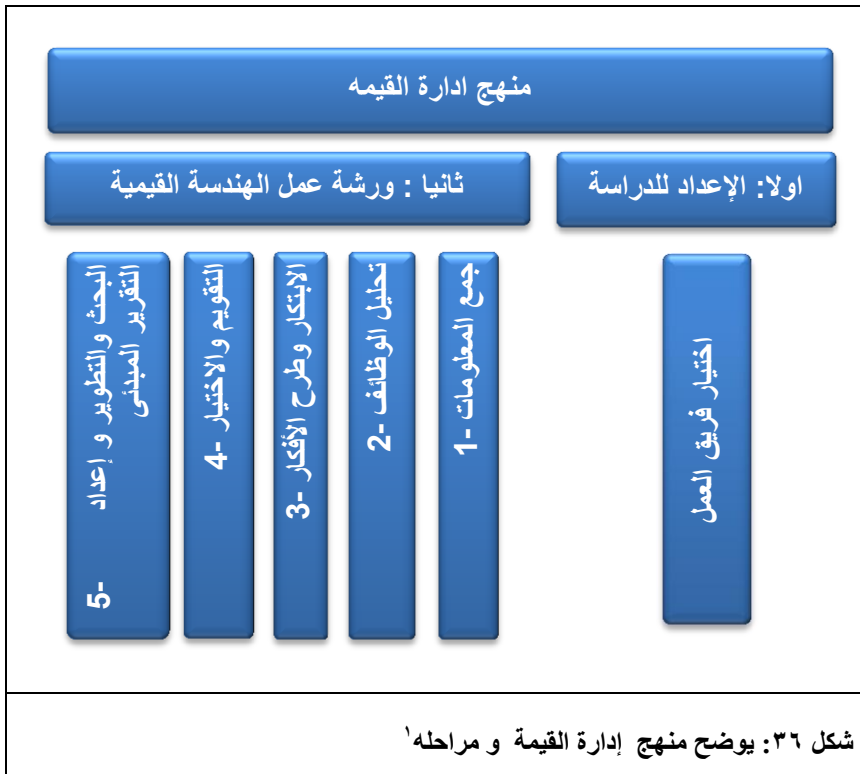 منهج ادارة القيمه
اولا: الإعداد للدراسة
ثانيا : ورشة عمل الهندسة القيمية
اختيار فريق العمل
1- جمع المعلومات
2- تحليل الوظائف
3- الابتكار وطرح الأفكار
4- التقويم والاختيار
5- البحث والتطوير و إعداد
التقرير المبدئى
شكل ٣٦: يوضح منهج إدارة القيمة و مراحله١